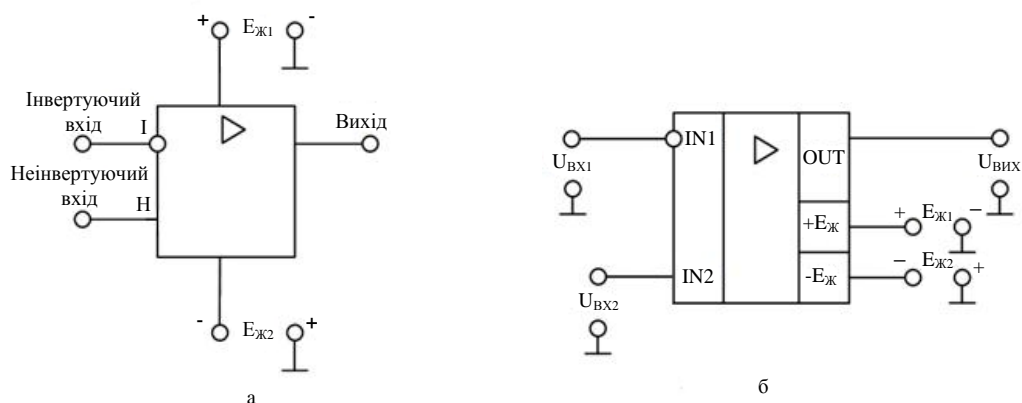 + Eж1 -
Інвертуючий
вхід
І
Вихід
Неінвертуючий
вхід
Н
- Eж2 +
а
IN1
OUT
Uвх1
Uвих
+Eж
+ Eж1 −
-Eж
− Eж2 +
IN2
Uвх2
б